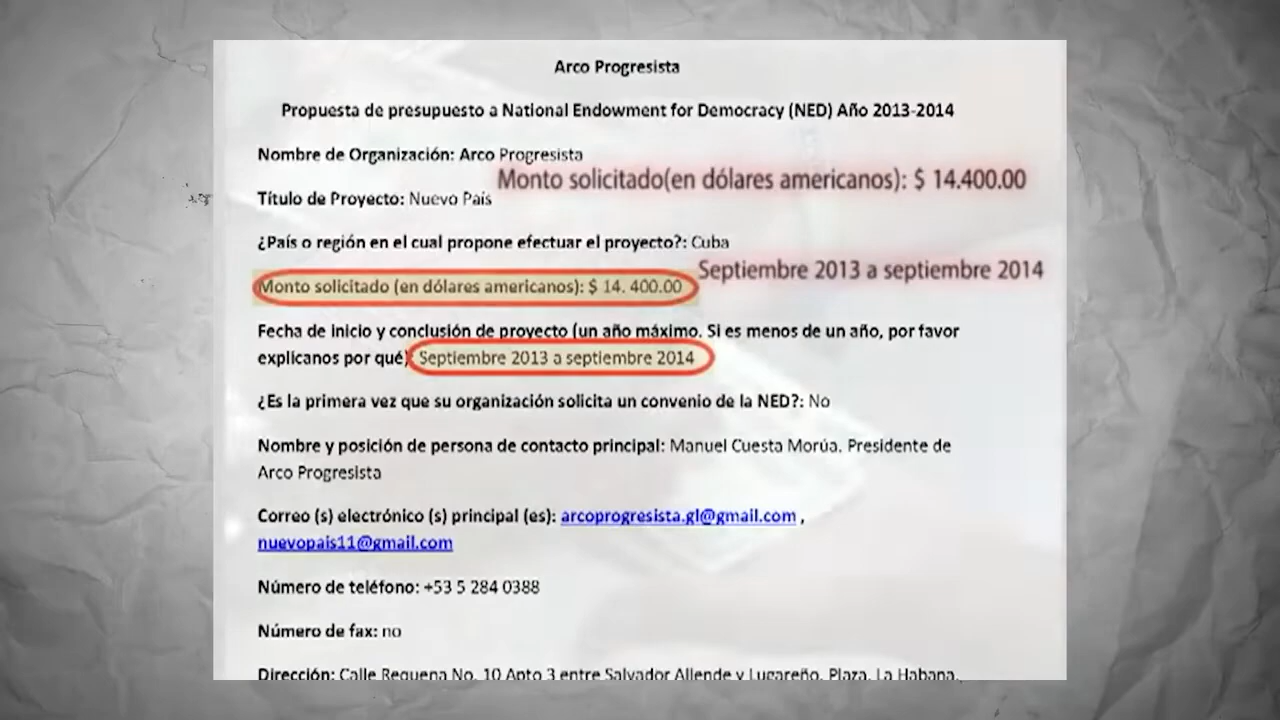 Arco Progresista
Propuesta de presupuesto a National Endowment for Democracy (NED) Año 2013-2014
Nombre de Organización: Arco Progresista
Monto solicitado(en dólares americanos): $ 14.400.00
Título de Proyecto: Nuevo País
¿País o región en el cual propone efectuar el proyecto?: Cuba
Septiembre 2013 a septiembre 2014
Monto solicitado (en dólares americanos): $ 14. 400.00
Fecha de inicio y conclusión de proyecto (un año máximo. Si es menos de un año, por favor
explicanos por qué) Septiembre 2013 a septiembre 2014
¿Es la primera vez que su organización solicita un convenio de la NED?: No
Nombre y posición de persona de contacto principal: Manuel Cuesta Morúa. Presidente de
Arco Progresista
Correo (s) electrónico (s) principal (es): arcoprogresista.gl@gmail.com ,
nuevopais11@gmail.com
Número de teléfono: +53 5 284 0388
Número de fax: no
Dirección: Calle Requena No. 10 Apto 3 entre Salvador Allende y Lugareño. Plaza. La Habana.